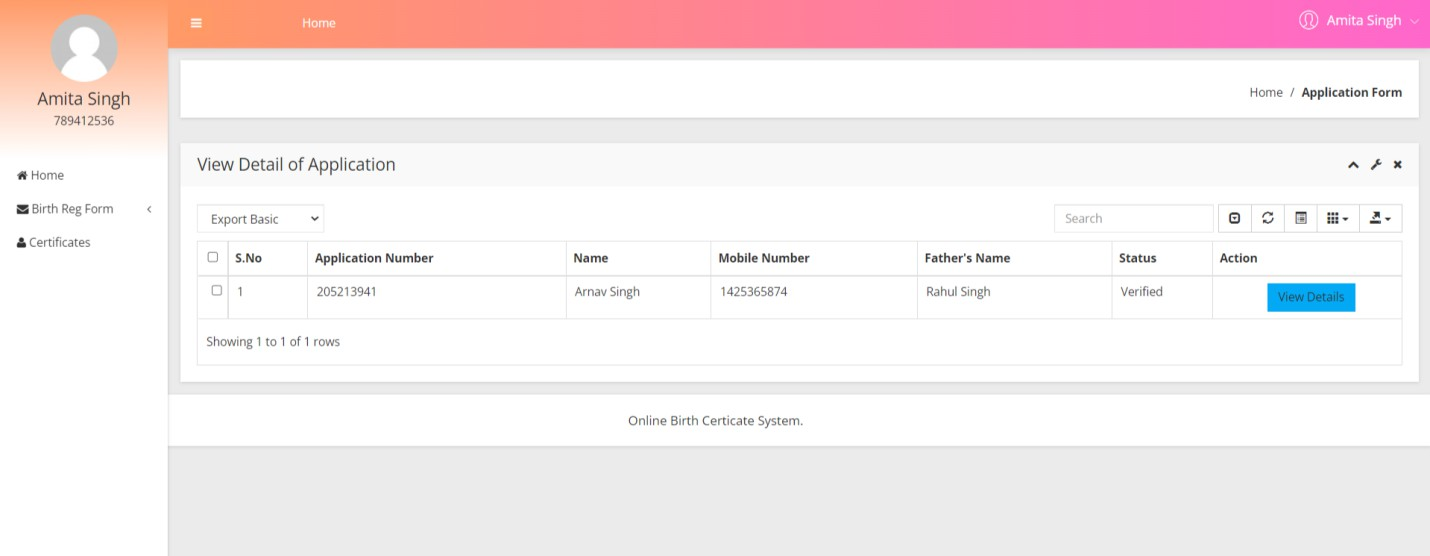 Amita Singh
789412536
Home
Birth Reg Form
Certificates
Home
Amita Singh
Home / Application Form
View Detail of Application
Export Basic
Search
S.No Application Number Name Mobile Number Father's Name Status Action
1 205213941 Arnav Singh 1425365874 Rahul Singh Verified View Details
Showing 1 to 1 of 1 rows
Online Birth Certicate System.